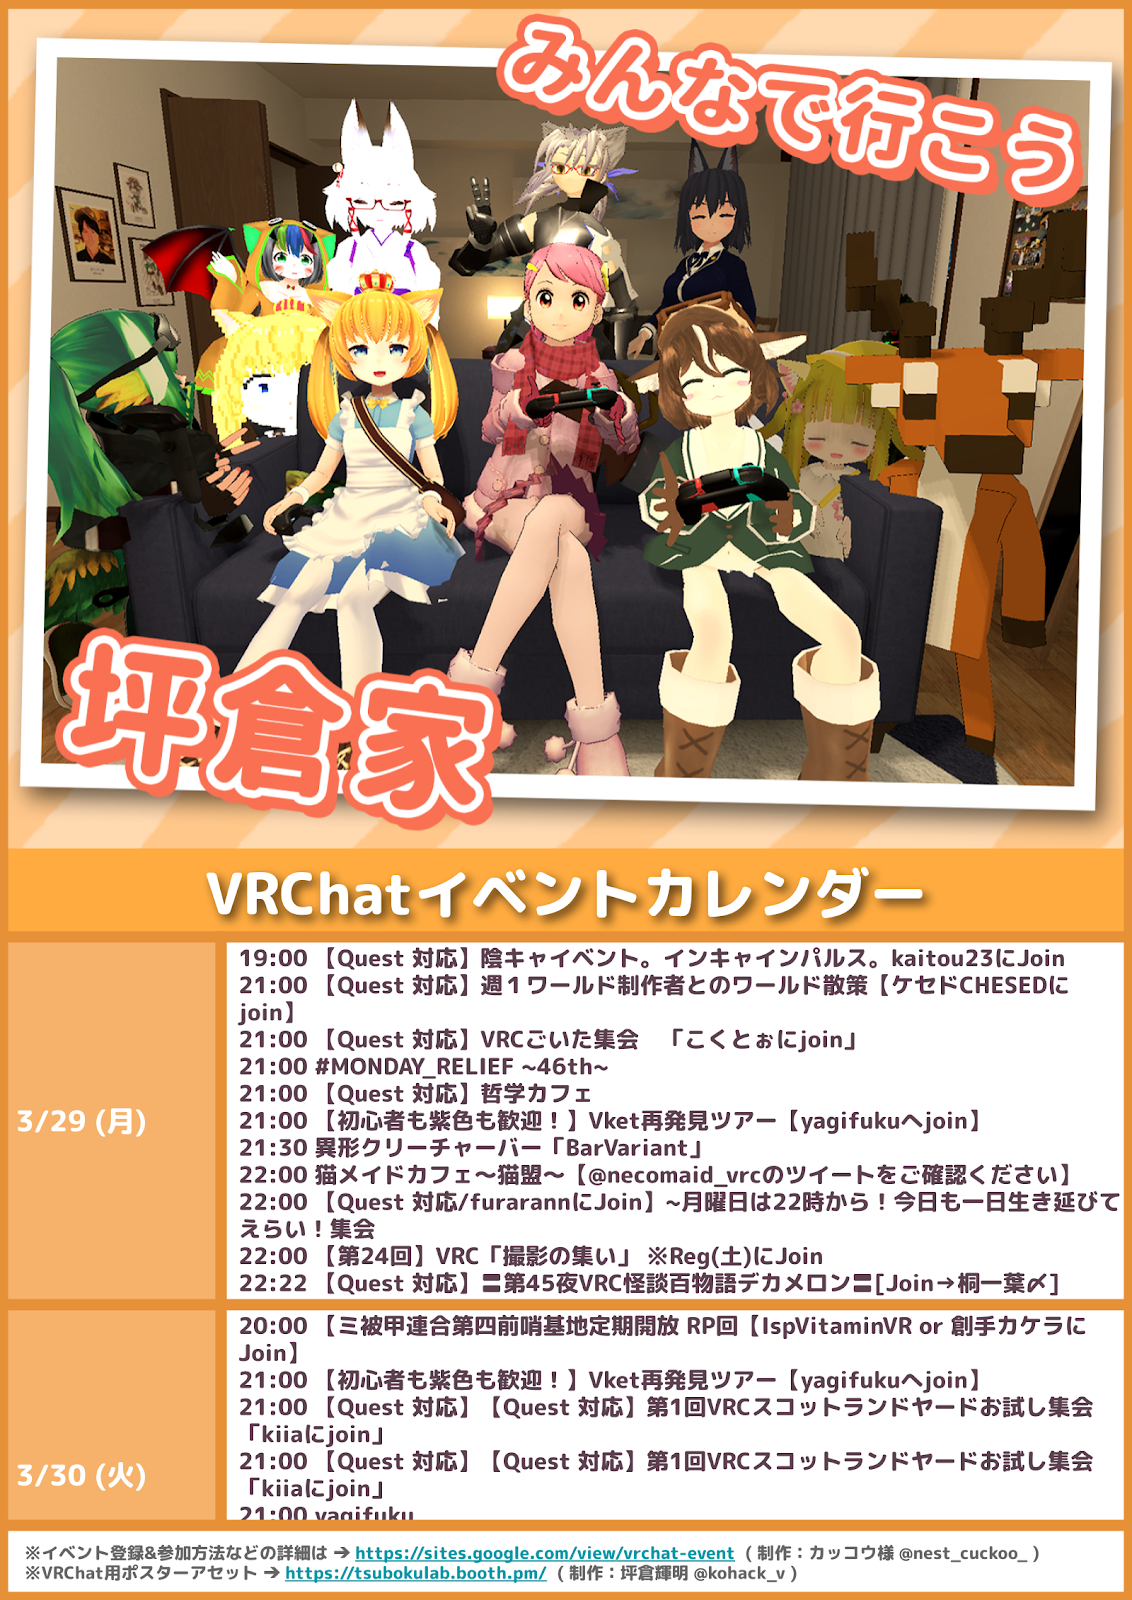 みんなで行こう
坪倉家
VRChatイベントカレンダー
3/29 (月)
19:00 【Quest 対応】陰キャイベント。インキャインパルス。kaitou23にJoin
21:00 【Quest 対応】週１ワールド制作者とのワールド散策【ケセドCHESEDに
join】
21:00 【Quest 対応】VRCごいた集会　「こくとぉにjoin」
21:00 #MONDAY_RELIEF ~46th~
21:00 【Quest 対応】哲学カフェ
21:00 【初心者も紫色も歓迎！】Vket再発見ツアー【yagifukuへjoin】
21:30 異形クリーチャーバー「BarVariant」
22:00 猫メイドカフェ～猫盟～【@necomaid_vrcのツイートをご確認ください】
22:00 【Quest 対応/furarannにJoin】~月曜日は22時から！今日も一日生き延びて
えらい！集会
22:00 【第24回】VRC「撮影の集い」 ※Reg(土)にJoin
22:22 【Quest 対応】〓第45夜VRC怪談百物語デカメロン〓[Join→桐一葉〆]
3/30 (火)
20:00 【ミ被甲連合第四前哨基地定期開放 RP回【IspVitaminVR or 創手カケラに
Join】
21:00 【初心者も紫色も歓迎！】Vket再発見ツアー【yagifukuへjoin】
21:00 【Quest 対応】【Quest 対応】第1回VRCスコットランドヤードお試し集会
「kiiaにjoin」
21:00 【Quest 対応】【Quest 対応】第1回VRCスコットランドヤードお試し集会
「kiiaにjoin」
21:00 yagifuku
※イベント登録&参加方法などの詳細は → https://sites.google.com/view/vrchat-event （ 制作：カッコウ様 @nest_cuckoo_ ）
※VRChat用ポスターアセット → https://tsubokulab.booth.pm/ （ 制作：坪倉輝明 @kohack_v ）